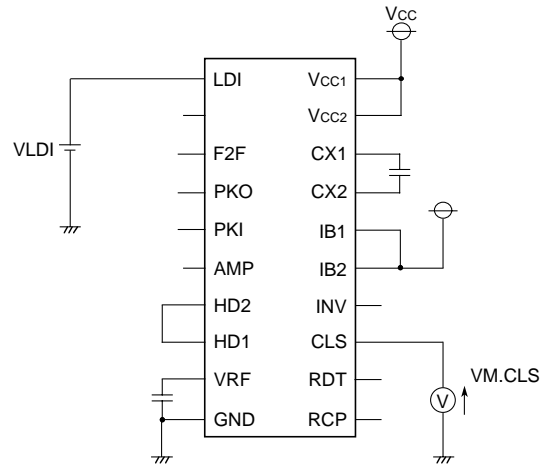 Vcc
LDI VCC1
VCC2
VLDI
F2F CX1
PKO CX2
PKI IB1
AMP IB2
HD2 INV
HD1 CLS
VM.CLS
VRF RDT
V
GND RCP